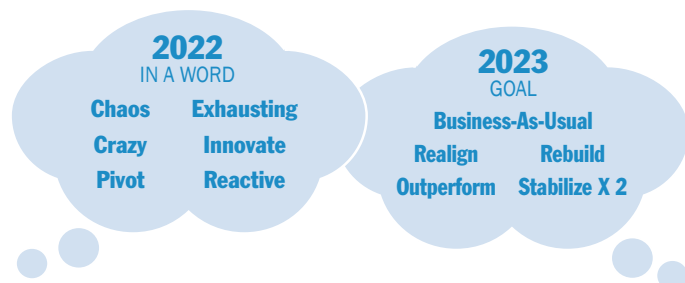 2022
IN A WORD
Chaos Exhausting
Crazy Innovate
Pivot Reactive
2023
GOAL
Business-As-Usual
Realign Rebuild
Outperform Stabilize X 2